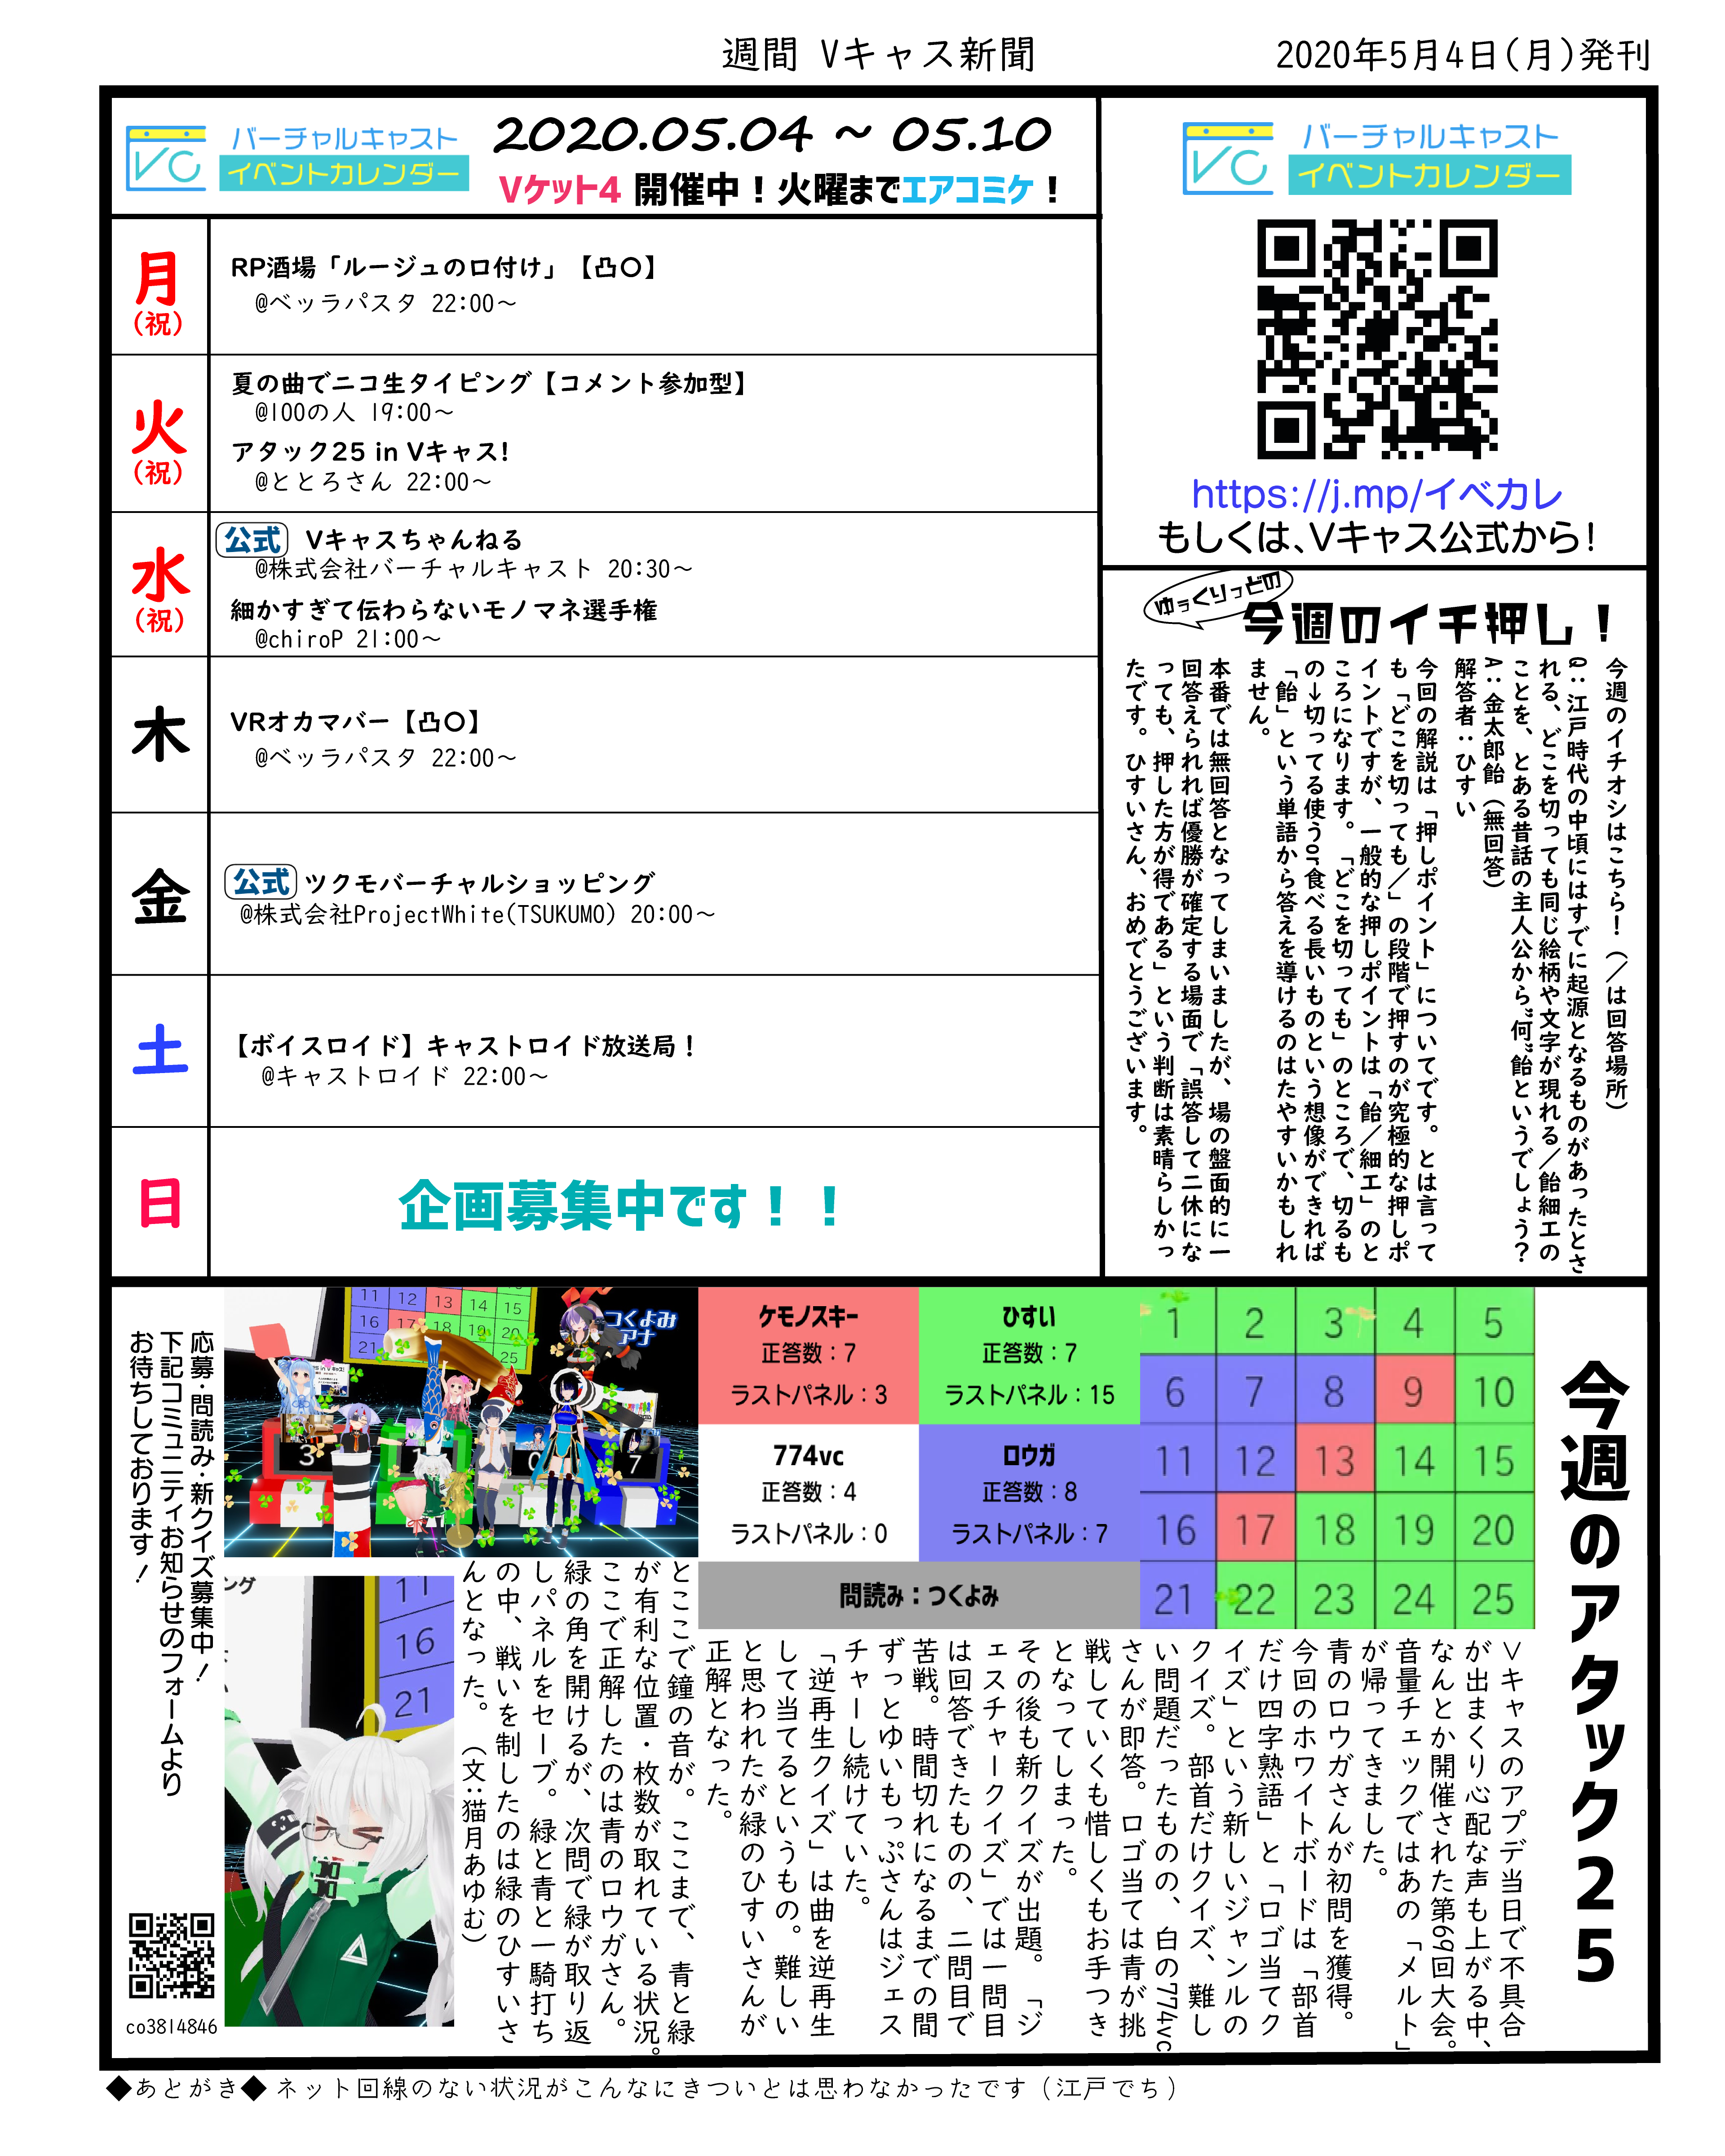 週間 Vキャス新聞
2020年5月4日(月)発刊
バーチャルキャスト
イベントカレンダー
2020.05.04 ~ 05.10
Vケット4 開催中！火曜までエアコミケ！
月
(祝)
RP酒場「ルージュの口付け」【凸〇】
@ベッラパスタ 22:00～
火
(祝)
夏の曲でニコ生タイピング【コメント参加型】
@100の人 19:00～
アタック25 in Vキャス!
@ととろさん 22:00～
水
(祝)
公式 Vキャスちゃんねる
@株式会社バーチャルキャスト 20:30～
細かすぎて伝わらないモノマネ選手権
@chiroP 21:00～
木
VRオカマバー【凸〇】
@ベッラパスタ 22:00～
金
公式 ツクモバーチャルショッピング
@株式会社ProjectWhite(TSUKUMO) 20:00～
土
【ボイスロイド】キャストロイド放送局！
@キャストロイド 22:00～
日
企画募集中です！！
バーチャルキャスト
イベントカレンダー
https://j.mp/イベカレ
もしくは、Vキャス公式から!
ゆっくりっどの
今週のイチ押し！
今週のイチオシはこちら！（／は回答場所）
Q：江戸時代の中頃にはすでに起源となるものがあったとさ
れる、どこを切っても同じ絵柄や文字が現れる／飴細工の
ことを、とある昔話の主人公から"何"飴というでしょう？
A：金太郎飴（無回答）
解答者：ひすい
今回の解説は「押しポイント」についてです。とは言って
も「どこを切っても／」の段階で押すのが究極的な押しポ
イントですが、一般的な押しポイントは「飴／細工」のと
ころになります。「どこを切っても」のところで、切るも
の→切ってる使うor食べる長いものという想像ができれば
「飴」という単語から答えを導けるのはたやすいかもしれ
ません。
本番では無回答となってしまいましたが、場の盤面的に一
回答えられれば優勝が確定する場面で「誤答して二休にな
っても、押した方が得である」という判断は素晴らしかっ
たです。ひすいさん、おめでとうございます。
今週のアタック25
1 2 3 4 5
6 7 8 9 10
11 12 13 14 15
16 17 18 19 20
21 22 23 24 25
ケモノスキー
正答数：7
ラストパネル：3
ひすい
正答数：7
ラストパネル：15
774vc
正答数：4
ラストパネル：0
ロウガ
正答数：8
ラストパネル：7
問読み：つくよみ
つくよみ
アナ
11 12 13 14 15
16 17 18 19 20
21 25
3
7
Vキャスのアプデ当日で不具合
が出まくり心配な声も上がる中、
なんとか開催された第69回大会。
音量チェックではあの「メルト」
が帰ってきました。
青のロウガさんが初問を獲得。
今回のホワイトボードは「部首
だけ四字熟語」と「ロゴ当てク
イズ」という新しいジャンルの
クイズ。部首だけクイズ、難し
い問題だったものの、白の774vc
さんが即答。ロゴ当ては青が挑
戦していくも惜しくもお手つき
となってしまった。
その後も新クイズが出題。「ジ
ェスチャークイズ」では一問目
は回答できたものの、二問目で
苦戦。時間切れになるまでの間
ずっとゆいもっぷさんはジェス
チャーし続けていた。
「逆再生クイズ」は曲を逆再生
して当てるというもの。難しい
と思われたが緑のひすいさんが
正解となった。
とここで鐘の音が。ここまで、青と緑
が有利な位置・枚数が取れている状況。
ここで正解したのは青のロウガさん。
緑の角を開けるが、次問で緑が取り返
しパネルをセーブ。緑と青と一騎打ち
の中、戦いを制したのは緑のひすいさ
んとなった。（文：猫月あゆむ）
ング
11
16
21
応募・問読み・新クイズ募集中！
下記コミュニティお知らせのフォームより
お待ちしております！
co3814846
◆あとがき◆ ネット回線のない状況がこんなにきついとは思わなかったです（江戸でち）